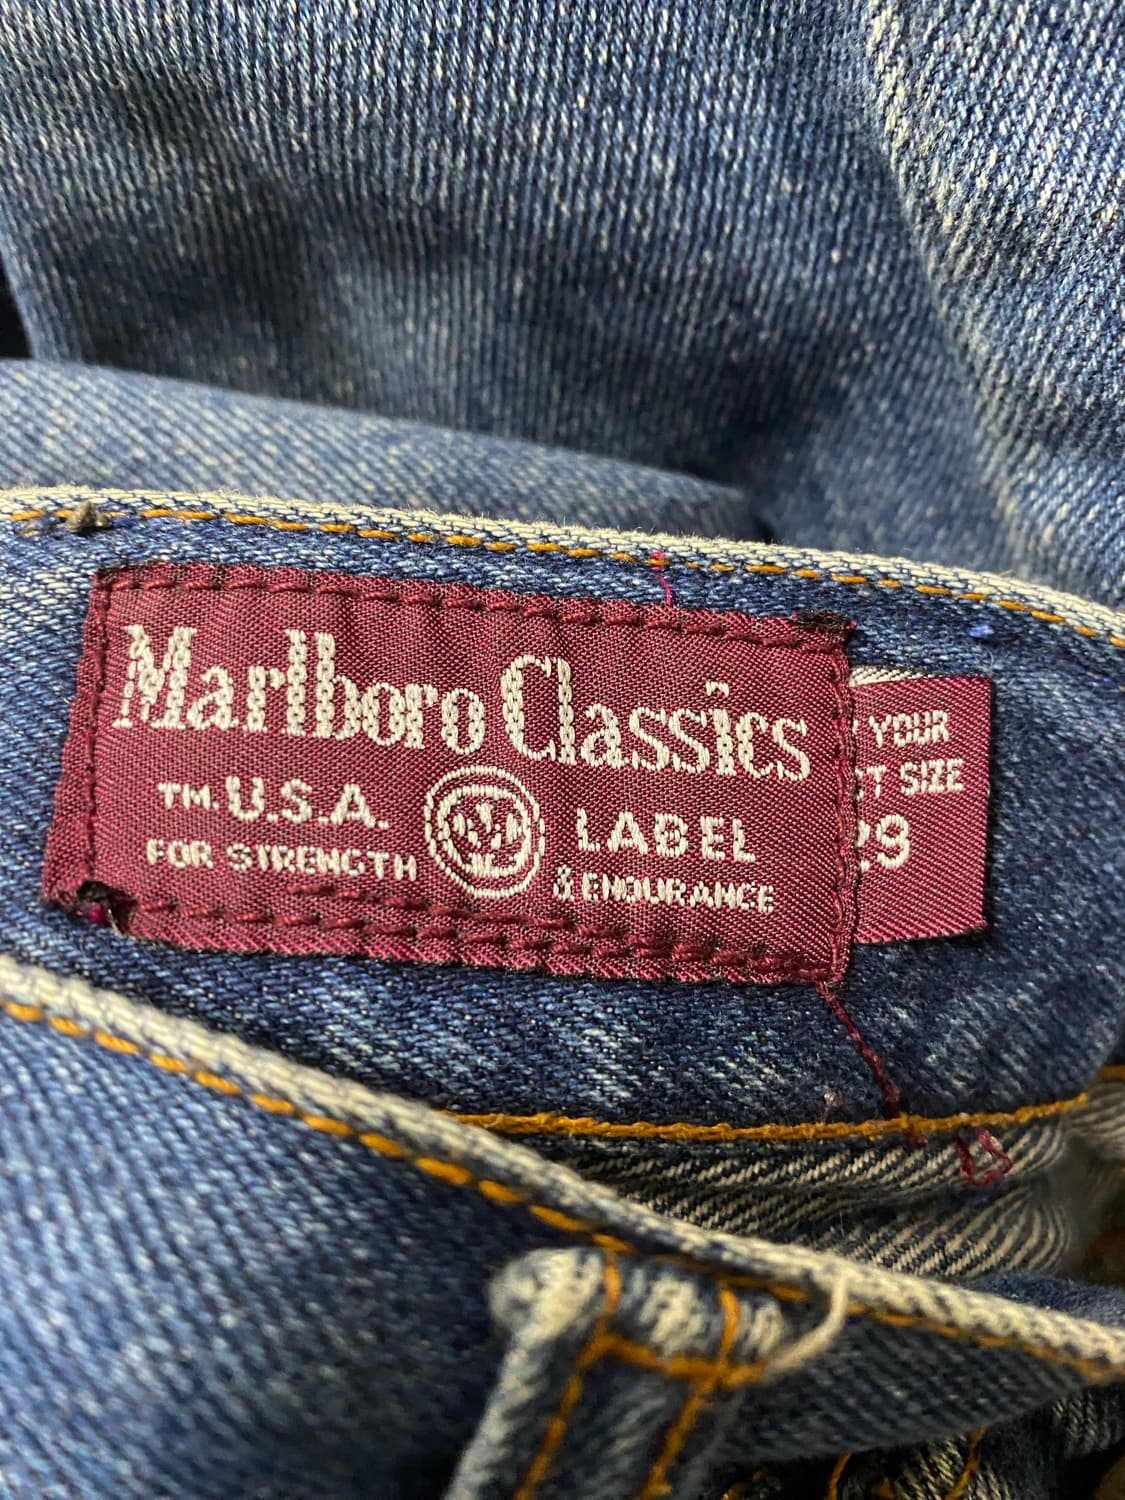 Marlboro Classics
TM. U.S.A. LABEL
FOR STRENGTH & ENDURANCE
YOUR
SIZE
29